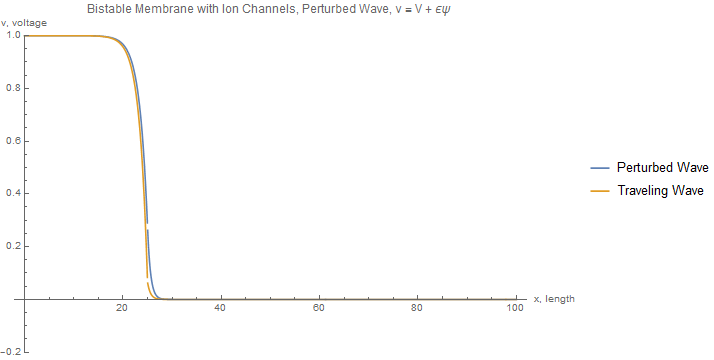 Bistable Membrane with Ion Channels, Perturbed Wave, v = V + ϵψ
v, voltage
1.0
0.8
0.6
0.4
0.2
-0.2
20
40
60
80
100
x, length
Perturbed Wave
Traveling Wave